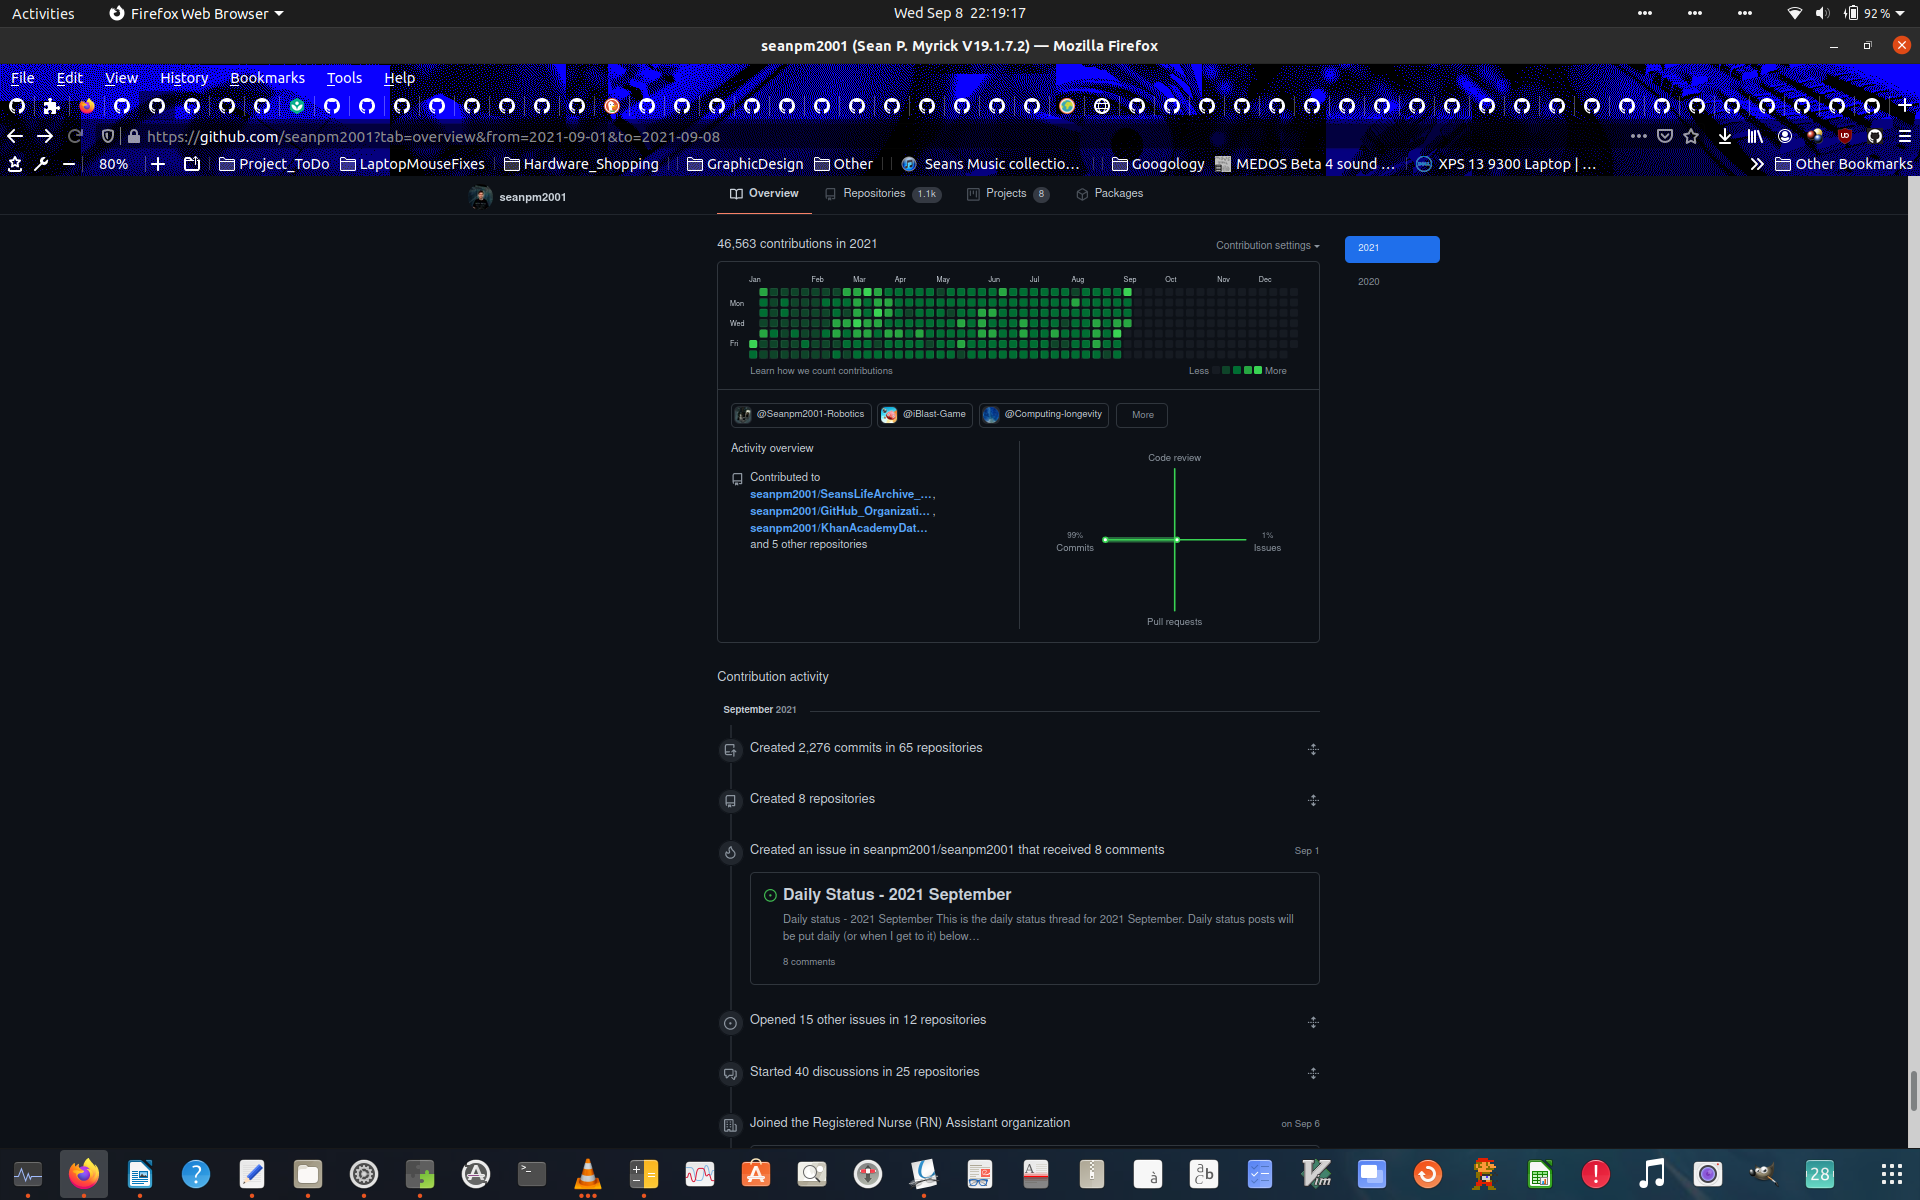 Activities
Firefox Web Browser
Wed Sep 8 22:19:17
92 %
seanpm2001 (Sean P. Myrick V19.1.7.2) — Mozilla Firefox
File Edit View History Bookmarks Tools Help
https://github.com/seanpm2001?tab=overview&from=2021-09-01&to=2021-09-08
80%
Project_ToDo
LaptopMouseFixes
Hardware_Shopping
GraphicDesign
Other
Seans Music collectio…
Googology
MEDOS Beta 4 sound …
XPS 13 9300 Laptop | …
Other Bookmarks
seanpm2001
Overview
Repositories 1.1k
Projects 8
Packages
46,563 contributions in 2021
Contribution settings
2021
2020
Jan Feb Mar Apr May Jun Jul Aug Sep Oct Nov Dec
Mon
Wed
Fri
Learn how we count contributions
Less More
@Seanpm2001-Robotics
@iBlast-Game
@Computing-longevity
More
Activity overview
Contributed to
seanpm2001/SeansLifeArchive_…,
seanpm2001/GitHub_Organizati… ,
seanpm2001/KhanAcademyDat…
and 5 other repositories
Code review
99%
Commits
1%
Issues
Pull requests
Contribution activity
September 2021
Created 2,276 commits in 65 repositories
Created 8 repositories
Created an issue in seanpm2001/seanpm2001 that received 8 comments
Sep 1
Daily Status - 2021 September
Daily status - 2021 September This is the daily status thread for 2021 September. Daily status posts will
be put daily (or when I get to it) below…
8 comments
Opened 15 other issues in 12 repositories
Started 40 discussions in 25 repositories
Joined the Registered Nurse (RN) Assistant organization
on Sep 6
28